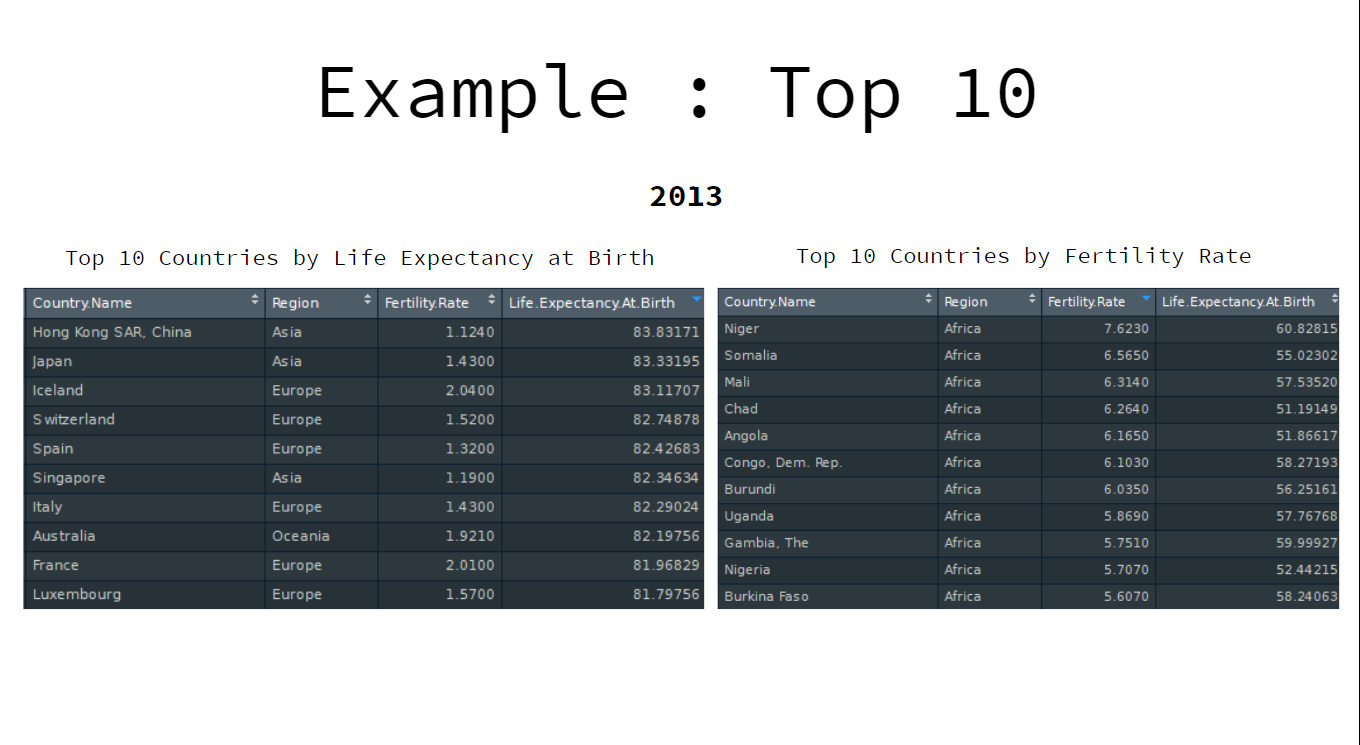 Example : Top 10
2013
Top 10 Countries by Life Expectancy at Birth
Country.Name Region Fertility.Rate Life.Expectancy.At.Birth
Hong Kong SAR, China Asia 1.1240 83.83171
Japan Asia 1.4300 83.33195
Iceland Europe 2.0400 83.11707
Switzerland Europe 1.5200 82.74878
Spain Europe 1.3200 82.42683
Singapore Asia 1.1900 82.34634
Italy Europe 1.4300 82.29024
Australia Oceania 1.9210 82.19756
France Europe 2.0100 81.96829
Luxembourg Europe 1.5700 81.79756
Top 10 Countries by Fertility Rate
Country.Name Region Fertility.Rate Life.Expectancy.At.Birth
Niger Africa 7.6230 60.82815
Somalia Africa 6.5650 55.02302
Mali Africa 6.3140 57.53520
Chad Africa 6.2640 51.19149
Angola Africa 6.1650 51.86617
Congo, Dem. Rep. Africa 6.1030 58.27193
Burundi Africa 6.0350 56.25161
Uganda Africa 5.8690 57.76768
Gambia, The Africa 5.7510 59.99927
Nigeria Africa 5.7070 52.44215
Burkina Faso Africa 5.6070 58.24063